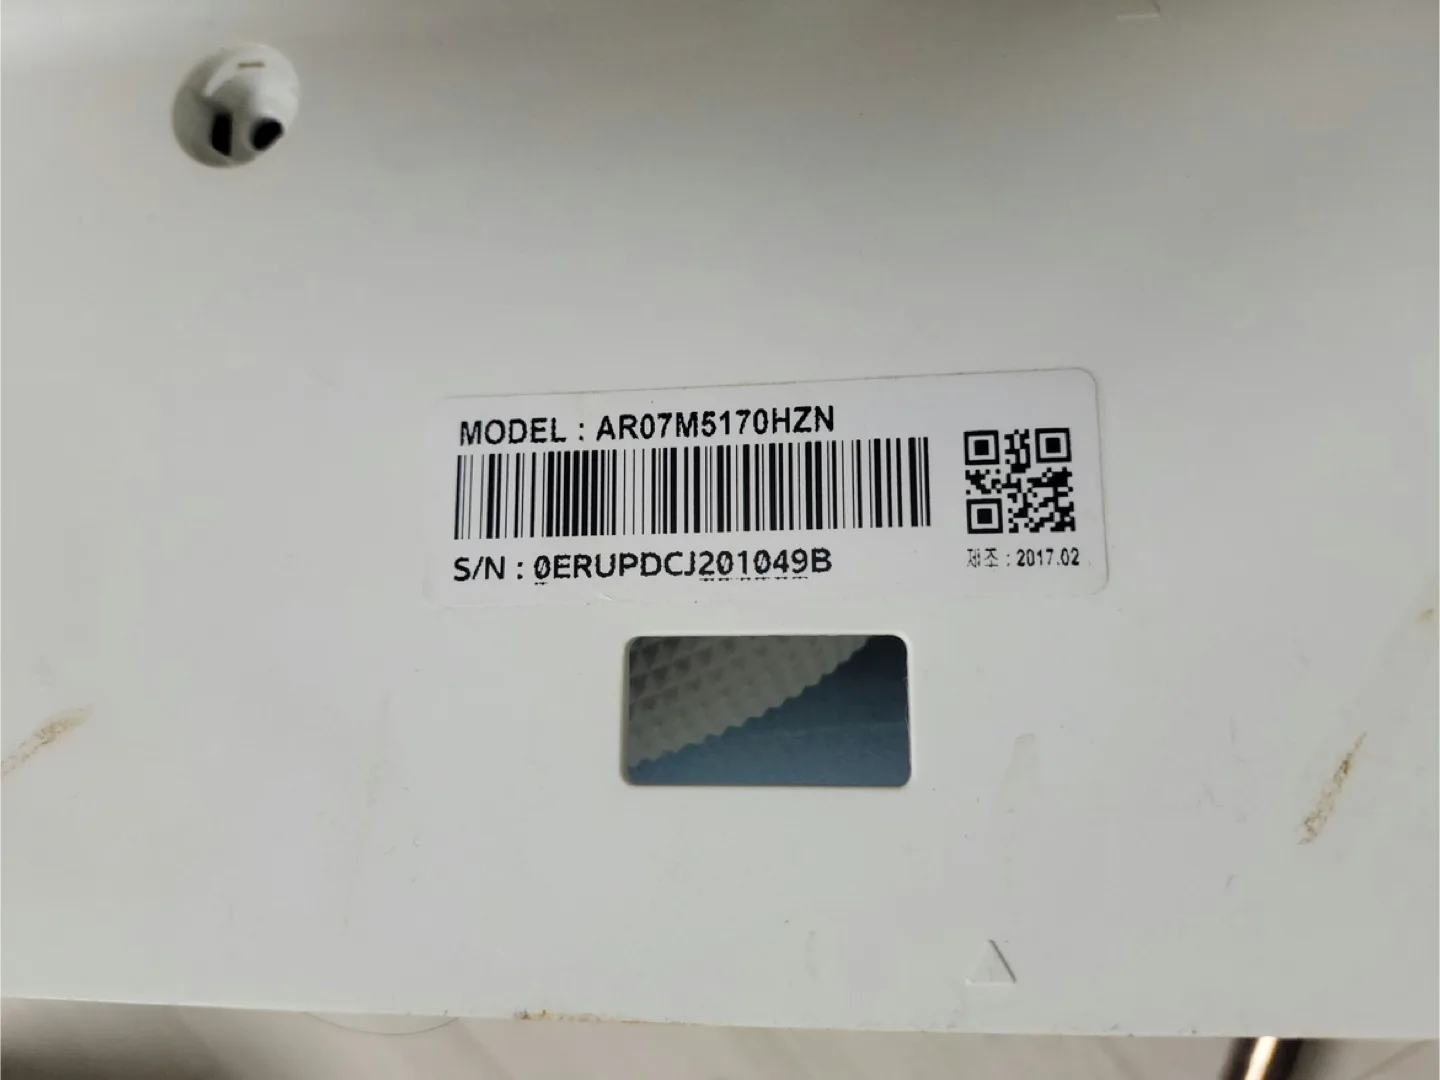 MODEL : AR07M5170HZN
S/N : 0ERUPDCJ201049B
제조 : 2017.02